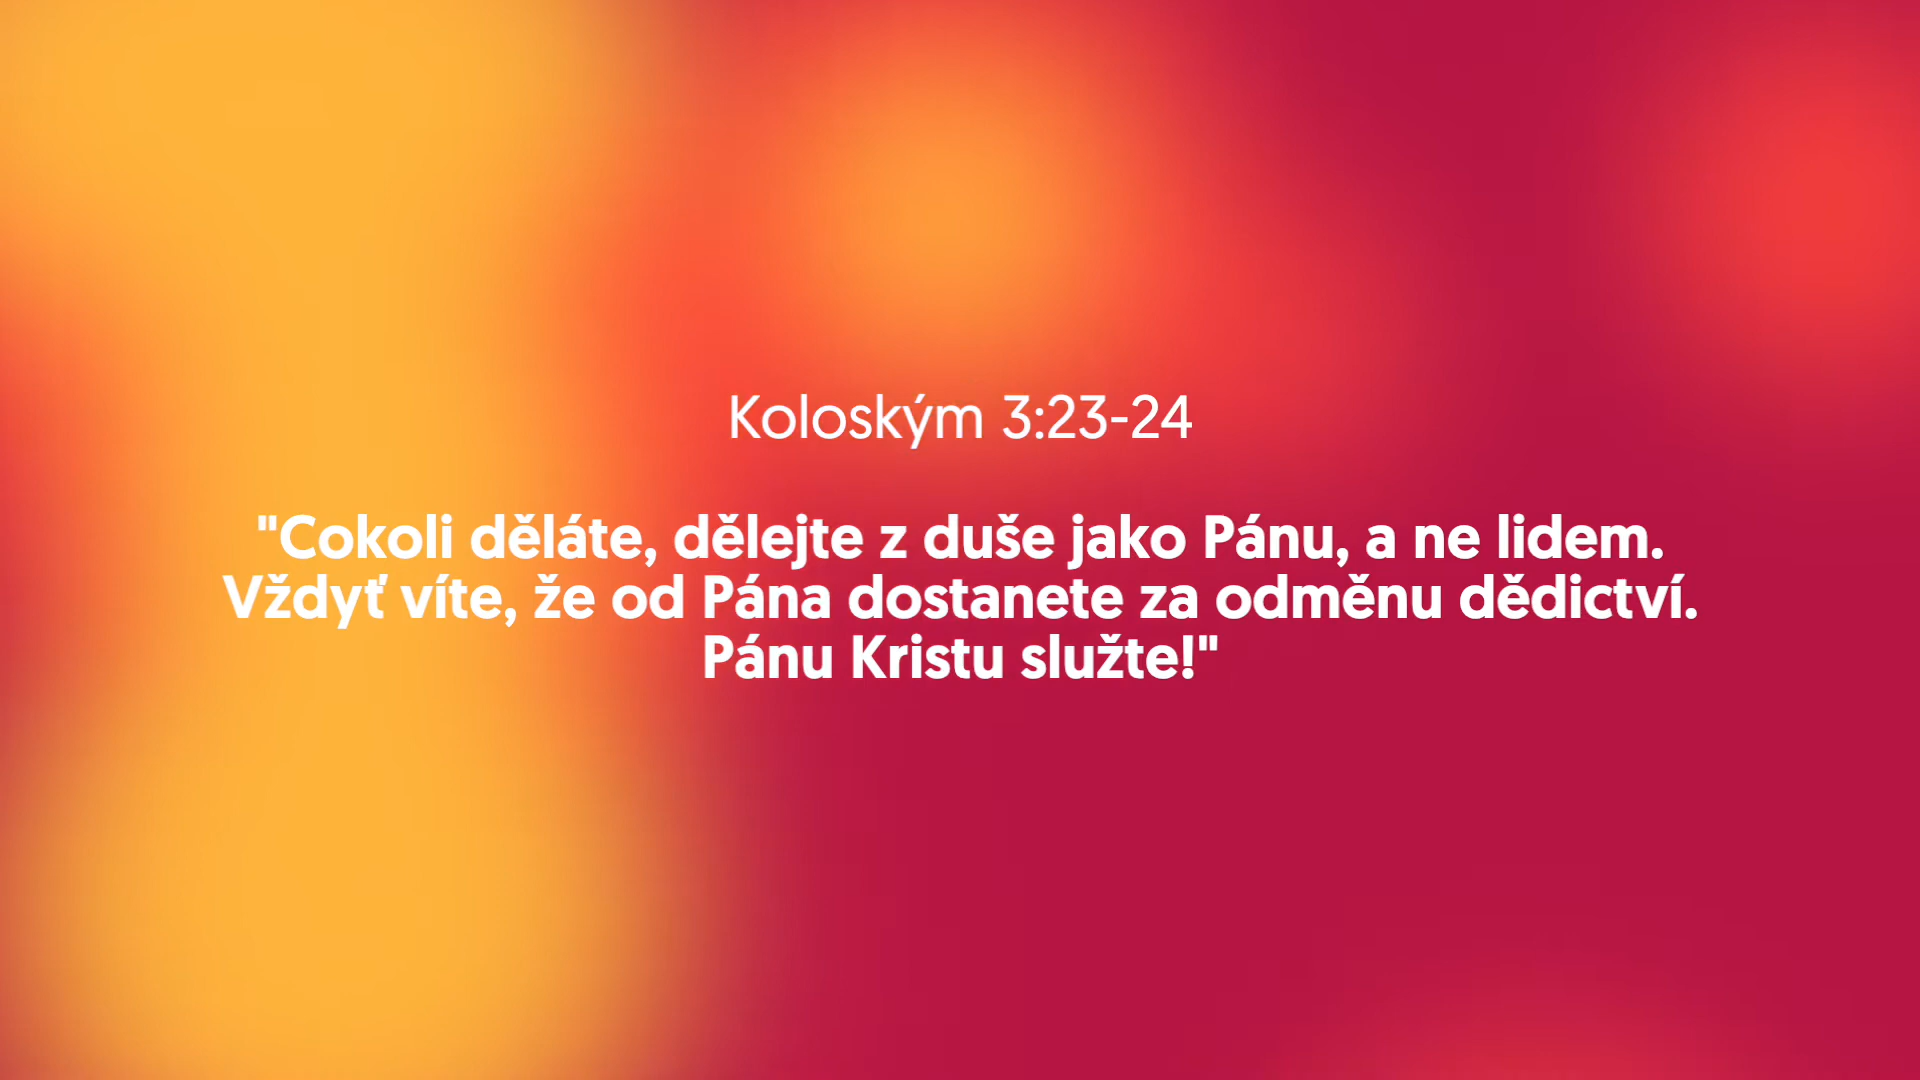 Koloským 3:23-24
"Cokoli děláte, dělejte z duše jako Pánu, a ne lidem.
Vždyť víte, že od Pána dostanete za odměnu dědictví.
Pánu Kristu služte!"